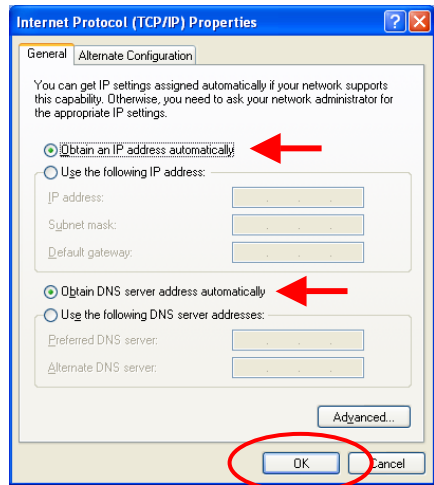 Internet Protocol (TCP/IP) Properties
General
Alternate Configuration
You can get IP settings assigned automatically if your network supports
this capability. Otherwise, you need to ask your network administrator for
the appropriate IP settings.
Obtain an IP address automatically
Use the following IP address:
IP address:
Subnet mask:
Default gateway:
Obtain DNS server address automatically
Use the following DNS server addresses:
Preferred DNS server:
Alternate DNS server:
Advanced...
OK
Cancel